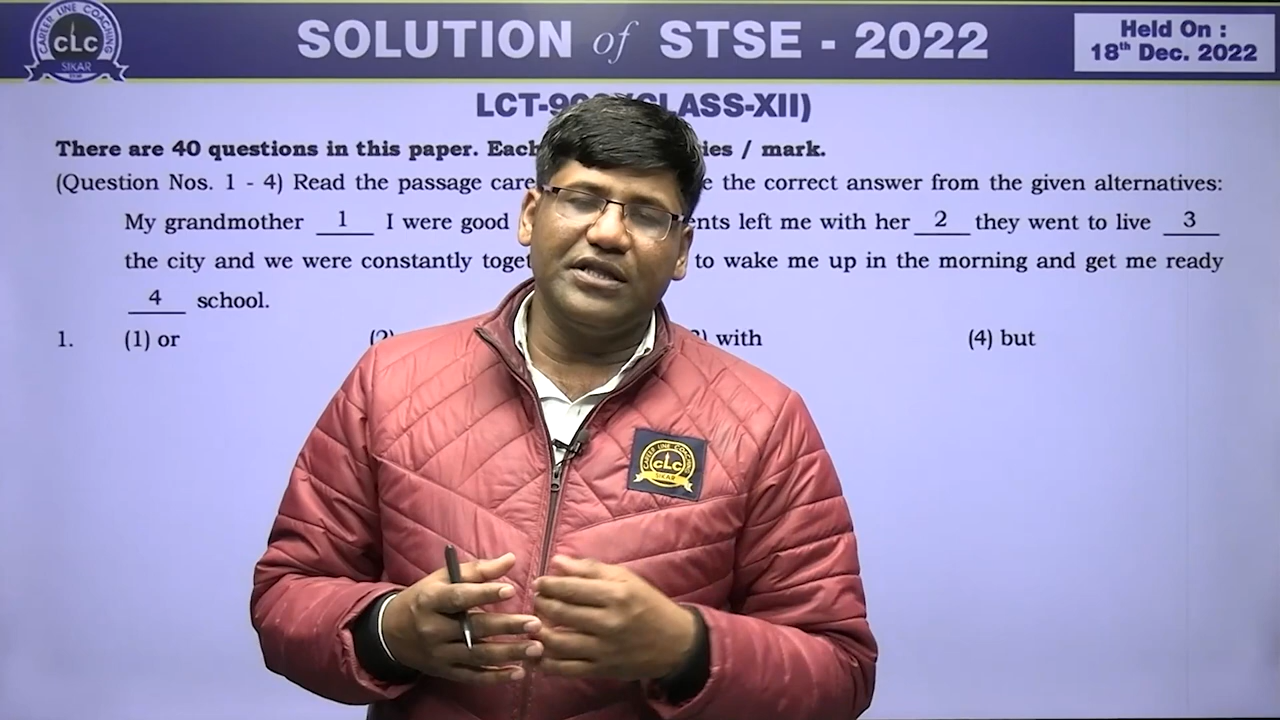 CAREER LINE COACHING
CLC
SIKAR
SOLUTION of STSE - 2022
Held On :
18th Dec. 2022
LCT-9 (CLASS-XII)
There are 40 questions in this paper. Each ies / mark.
(Question Nos. 1 - 4) Read the passage care e the correct answer from the given alternatives:
My grandmother 1 I were good nts left me with her 2 they went to live 3
the city and we were constantly toget to wake me up in the morning and get me ready
4 school.
1. (1) or (2) with (4) but
CAREER LINE COACHING
CLC
SIKAR